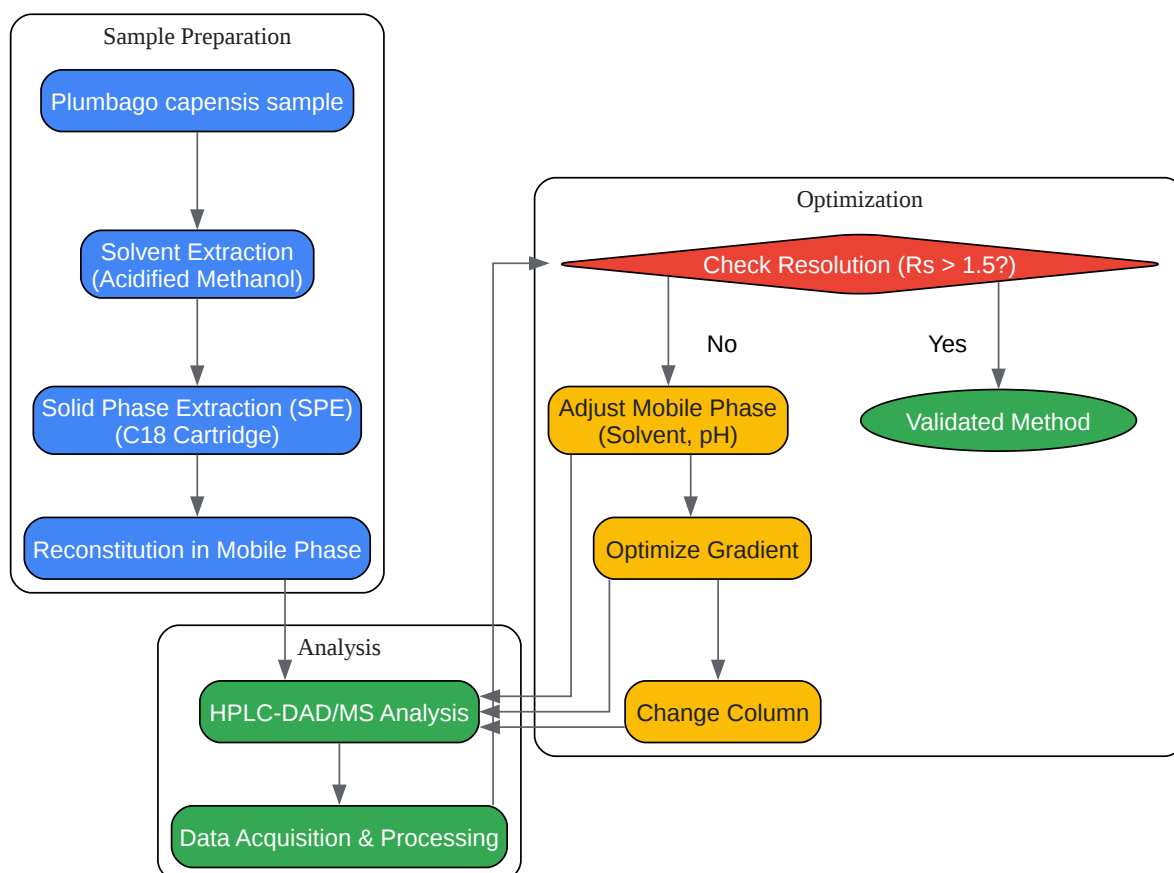 Sample Preparation
Plumbago capensis sample
Solvent Extraction
(Acidified Methanol)
Solid Phase Extraction (SPE)
(C18 Cartridge)
Reconstitution in Mobile Phase
Analysis
HPLC-DAD/MS Analysis
Data Acquisition & Processing
Optimization
Check Resolution (Rs > 1.5?)
No
Yes
Adjust Mobile Phase
(Solvent, pH)
Validated Method
Optimize Gradient
Change Column